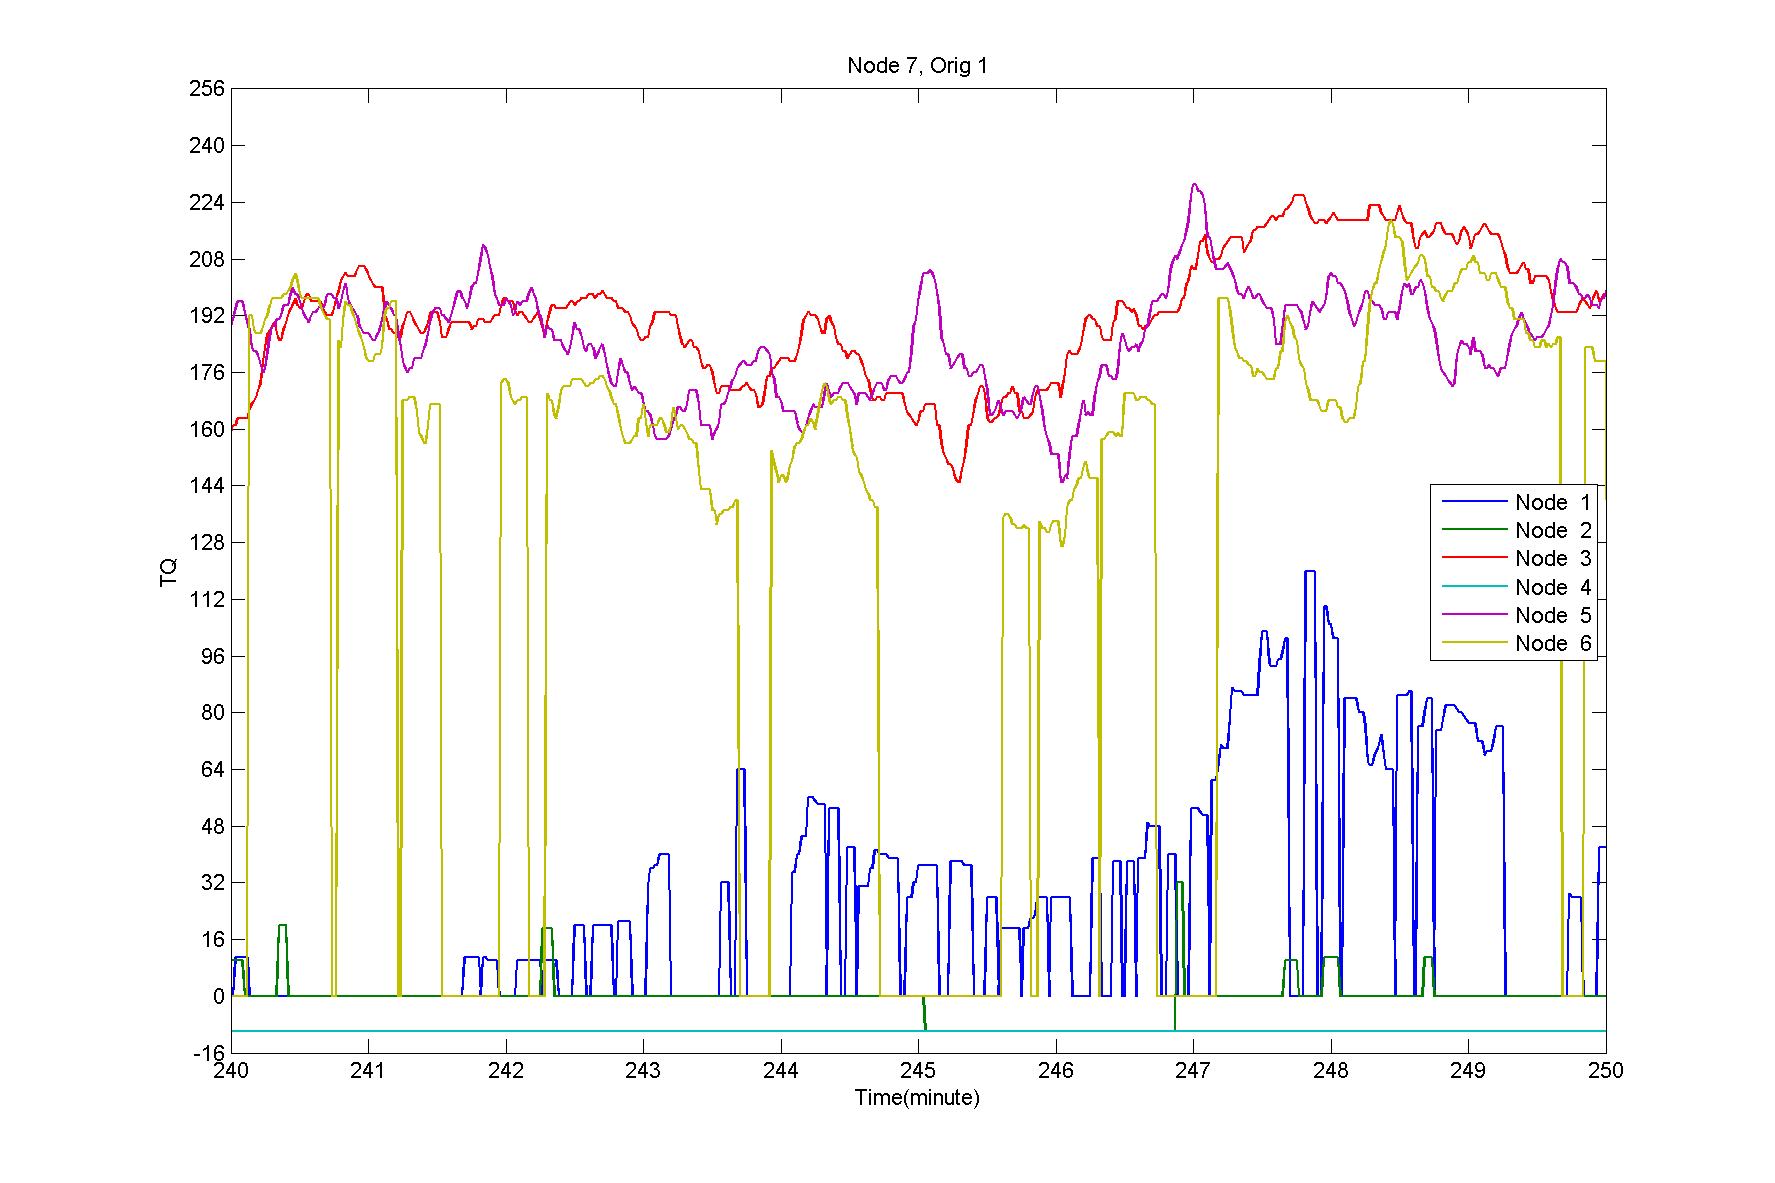 Node 7, Orig 1
256
240
224
208
192
176
160
144
128
112
96
80
64
48
32
16
0
-16
TQ
Node 1
Node 2
Node 3
Node 4
Node 5
Node 6
240 241 242 243 244 245 246 247 248 249 250
Time(minute)